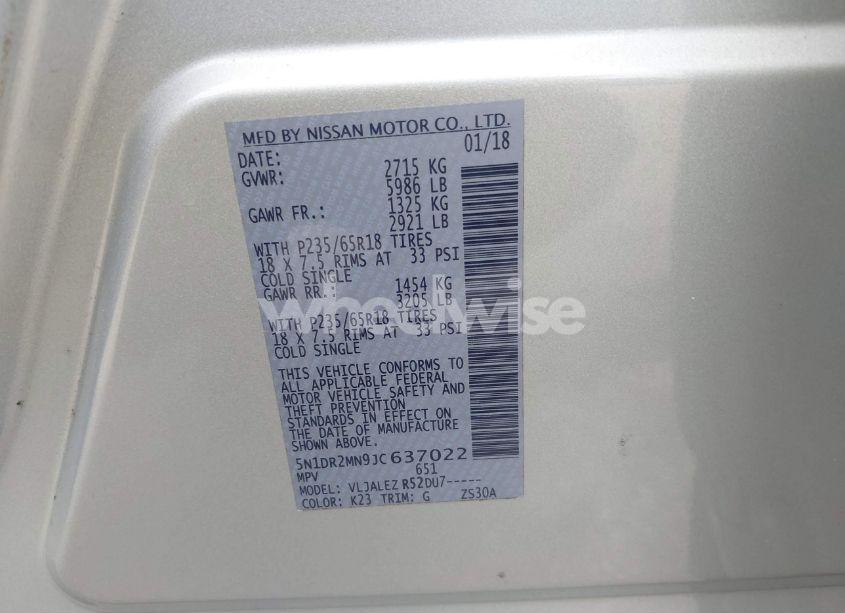 MFD BY NISSAN MOTOR CO., LTD.
DATE: 01/18
GVWR: 2715 KG
5986 LB
GAWR FR.: 1325 KG
2921 LB
WITH P235/65R18 TIRES
18 X 7.5 RIMS AT 33 PSI
COLD SINGLE
GAWR RR.: 1454 KG
3205 LB
WITH P235/65R18 TIRES
18 X 7.5 RIMS AT 33 PSI
COLD SINGLE
THIS VEHICLE CONFORMS TO
ALL APPLICABLE FEDERAL
MOTOR VEHICLE SAFETY AND
THEFT PREVENTION
STANDARDS IN EFFECT ON
THE DATE OF MANUFACTURE
SHOWN ABOVE.
5N1DR2MN9JC637022
MPV 651
MODEL: VLJALEZ R52DU7-----
COLOR: K23 TRIM: G ZS30A
wheelwise